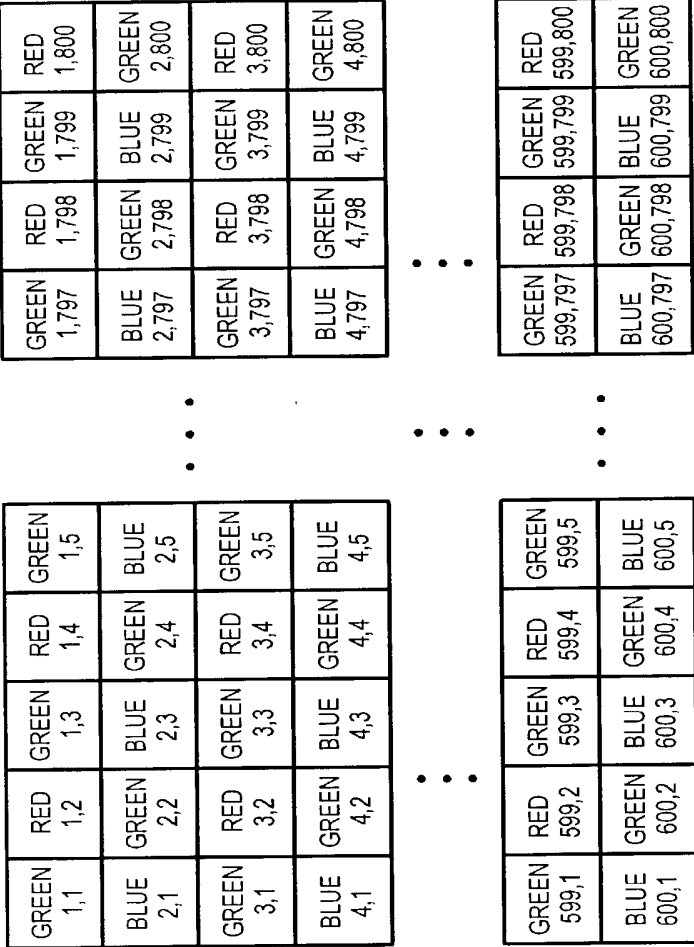 GREEN
1,1
RED
1,2
GREEN
1,3
RED
1,4
GREEN
1,5
GREEN
1,797
RED
1,798
GREEN
1,799
RED
1,800
BLUE
2,1
GREEN
2,2
BLUE
2,3
GREEN
2,4
BLUE
2,5
BLUE
2,797
GREEN
2,798
BLUE
2,799
GREEN
2,800
GREEN
3,1
RED
3,2
GREEN
3,3
RED
3,4
GREEN
3,5
GREEN
3,797
RED
3,798
GREEN
3,799
RED
3,800
BLUE
4,1
GREEN
4,2
BLUE
4,3
GREEN
4,4
BLUE
4,5
BLUE
4,797
GREEN
4,798
BLUE
4,799
GREEN
4,800
GREEN
599,1
RED
599,2
GREEN
599,3
RED
599,4
GREEN
599,5
GREEN
599,797
RED
599,798
GREEN
599,799
RED
599,800
BLUE
600,1
GREEN
600,2
BLUE
600,3
GREEN
600,4
BLUE
600,5
BLUE
600,797
GREEN
600,798
BLUE
600,799
GREEN
600,800